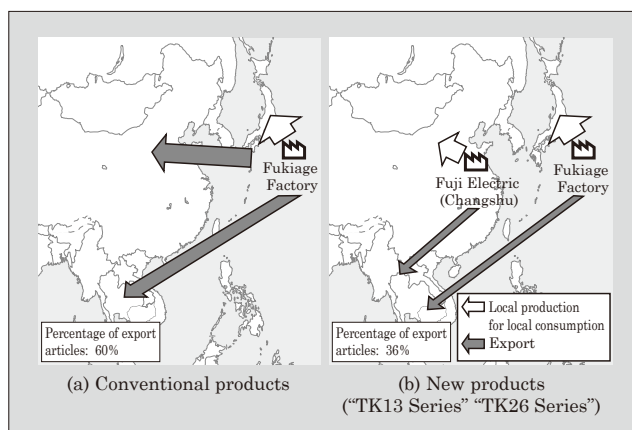 Fukiage
Factory
Percentage of export
articles: 60%
(a) Conventional products
Fuji Electric
(Changshu)
Fukiage
Factory
Local production
for local consumption
Export
Percentage of export
articles: 36%
(b) New products
(“TK13 Series” “TK26 Series”)